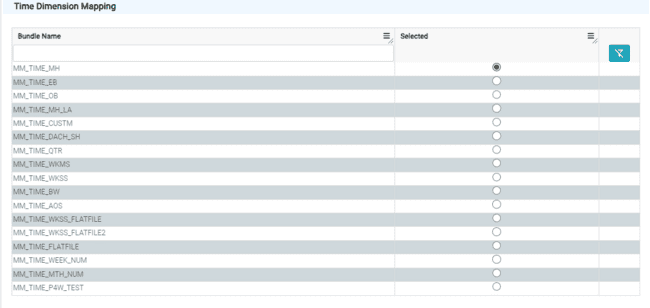 Time Dimension Mapping
Bundle Name Selected
MM_TIME_MH
MM_TIME_EB
MM_TIME_OB
MM_TIME_MH_LA
MM_TIME_CUSTM
MM_TIME_DACH_SH
MM_TIME_QTR
MM_TIME_WKMS
MM_TIME_WKSS
MM_TIME_BW
MM_TIME_AOS
MM_TIME_WKSS_FLATFILE
MM_TIME_WKSS_FLATFILE2
MM_TIME_FLATFILE
MM_TIME_WEEK_NUM
MM_TIME_MTH_NUM
MM_TIME_P4W_TEST